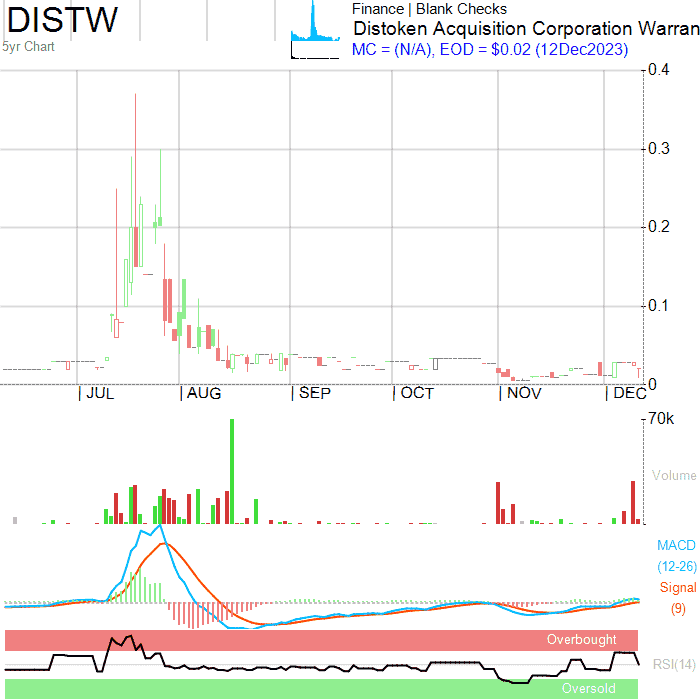 DISTW
5yr Chart
Finance | Blank Checks
Distoken Acquisition Corporation Warran
MC = (N/A), EOD = $0.02 (12Dec2023)
0.4
0.3
0.2
0.1
0
JUL
AUG
SEP
OCT
NOV
DEC
70k
Volume
MACD
(12-26)
Signal
(9)
Overbought
RSI(14)
Oversold